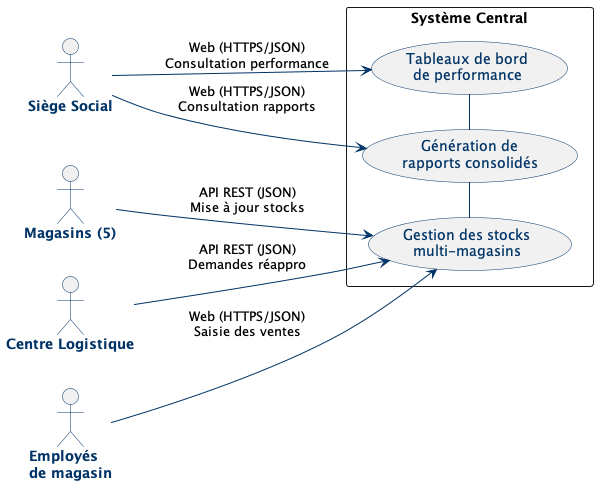 Système Central
Web (HTTPS/JSON)
Consultation performance
Siège Social
Web (HTTPS/JSON)
Consultation rapports
Tableaux de bord
de performance
Génération de
rapports consolidés
API REST (JSON)
Mise à jour stocks
Magasins (5)
Gestion des stocks
multi-magasins
API REST (JSON)
Demandes réappro
Centre Logistique
Web (HTTPS/JSON)
Saisie des ventes
Employés
de magasin